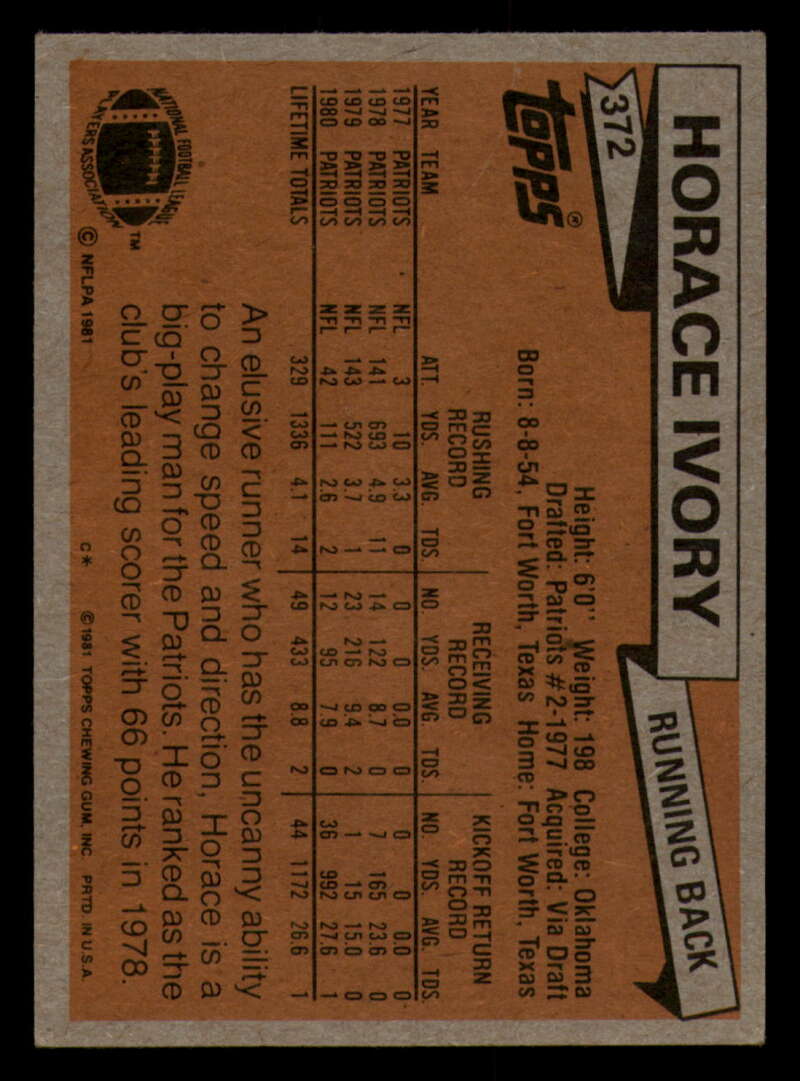 372
HORACE IVORY
RUNNING BACK
topps®
Height: 6'0" Weight: 198 College: Oklahoma
Drafted: Patriots #2-1977 Acquired: Via Draft
Born: 8-8-54, Fort Worth, Texas Home: Fort Worth, Texas
RUSHING RECORD RECEIVING RECORD KICKOFF RETURN RECORD
YEAR TEAM ATT. YDS. AVG. TDS. NO. YDS. AVG. TDS. NO. YDS. AVG. TDS.
1977 PATRIOTS NFL 3 10 3.3 0 0 0 0.0 0 0 0 0.0 0
1978 PATRIOTS NFL 141 693 4.9 11 14 122 8.7 0 7 165 23.6 0
1979 PATRIOTS NFL 143 522 3.7 1 23 216 9.4 2 1 15 15.0 0
1980 PATRIOTS NFL 42 111 2.6 2 12 95 7.9 0 36 992 27.6 1
LIFETIME TOTALS 329 1336 4.1 14 49 433 8.8 2 44 1172 26.6 1
An elusive runner who has the uncanny ability
to change speed and direction, Horace is a
big-play man for the Patriots. He ranked as the
club's leading scorer with 66 points in 1978.
NATIONAL FOOTBALL LEAGUE
PLAYERS ASSOCIATION
TM
© NFLPA 1981
C* ©1981 TOPPS CHEWING GUM, INC. PRTD IN U.S.A.